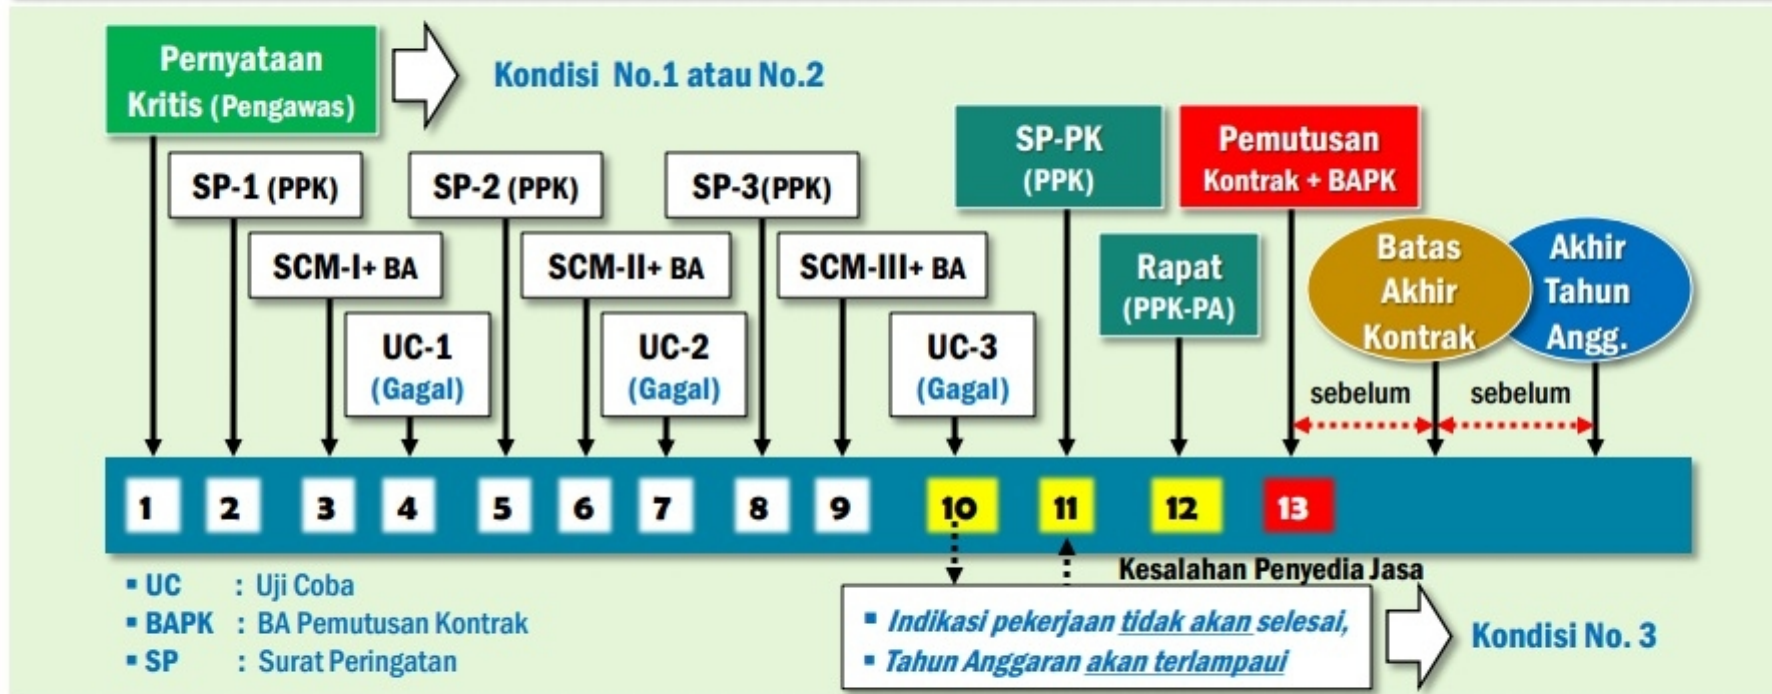 Pernyataan
Kritis (Pengawas)
Kondisi No.1 atau No.2
SP-1 (PPK)
SP-2 (PPK)
SP-3(PPK)
SP-PK
(PPK)
Pemutusan
Kontrak + BAPK
SCM-I+ BA
SCM-II+ BA
SCM-III+ BA
Rapat
(PPK-PA)
Batas
Akhir
Kontrak
Akhir
Tahun
Angg.
UC-1
(Gagal)
UC-2
(Gagal)
UC-3
(Gagal)
sebelum
sebelum
1 2 3 4 5 6 7 8 9 10 11 12 13
▪ UC : Uji Coba
▪ BAPK : BA Pemutusan Kontrak
▪ SP : Surat Peringatan
Kesalahan Penyedia Jasa
▪ Indikasi pekerjaan tidak akan selesai,
▪ Tahun Anggaran akan terlampaui
Kondisi No. 3